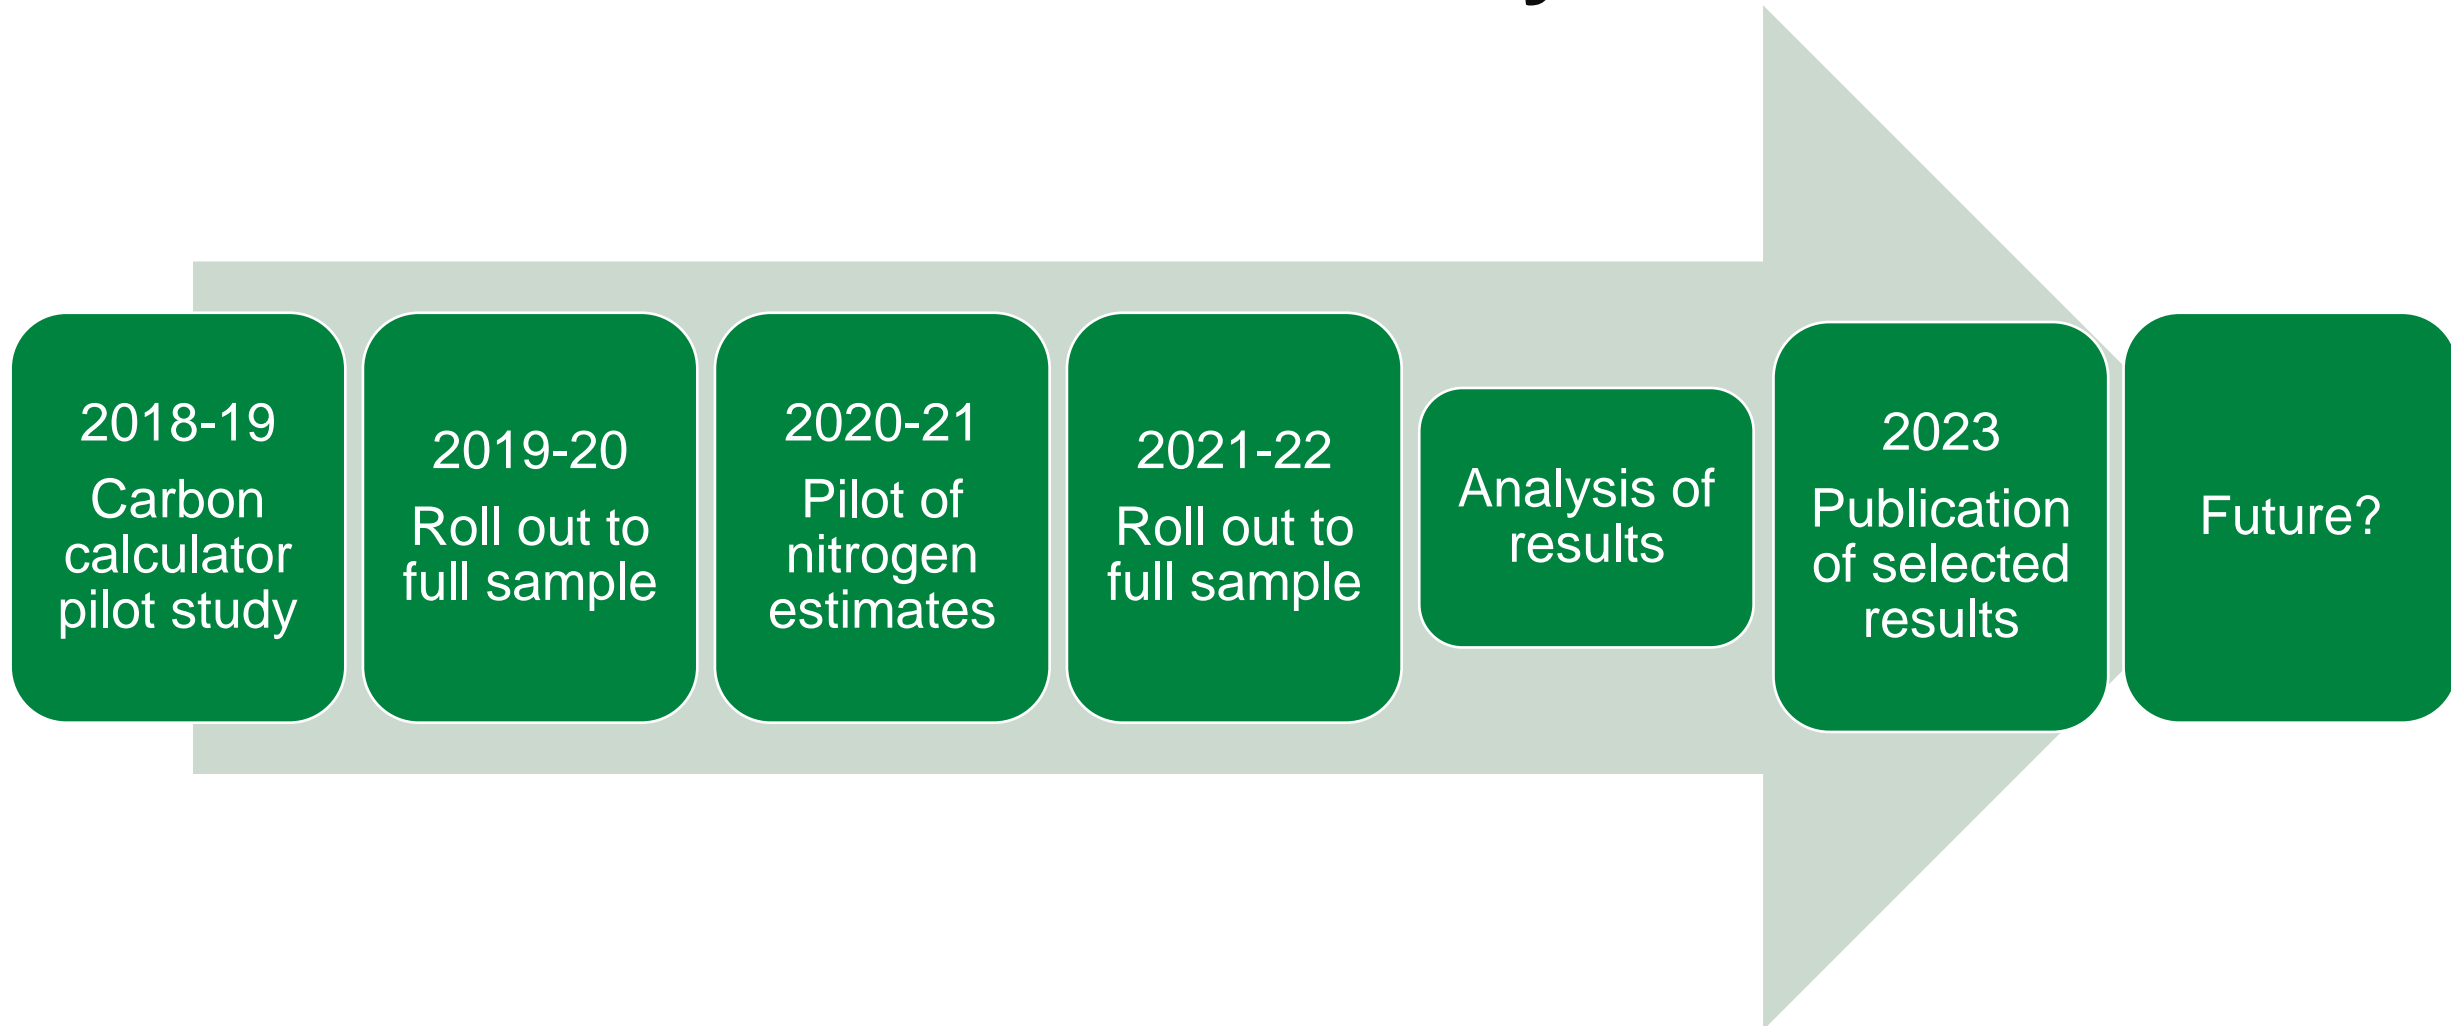 2018-19
Carbon
calculator
pilot study
2019-20
Roll out to
full sample
2020-21
Pilot of
nitrogen
estimates
2021-22
Roll out to
full sample
Analysis of
results
2023
Publication
of selected
results
Future?